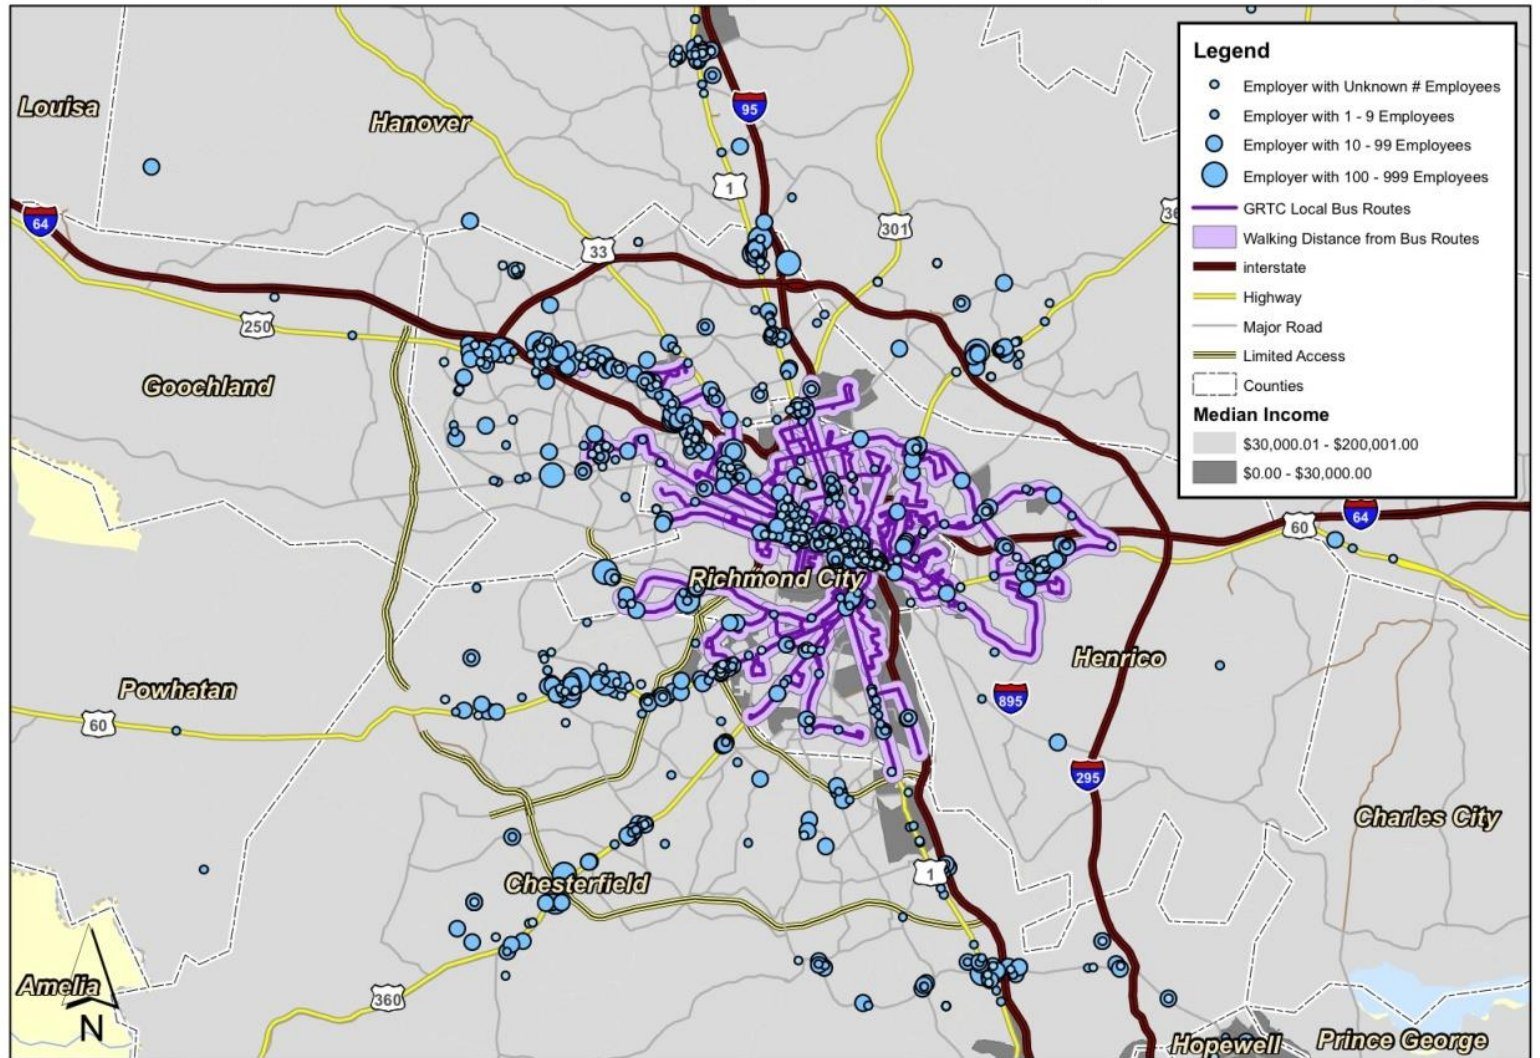 Legend
Employer with Unknown # Employees
Employer with 1 - 9 Employees
Employer with 10 - 99 Employees
Employer with 100 - 999 Employees
GRTC Local Bus Routes
Walking Distance from Bus Routes
interstate
Highway
Major Road
Limited Access
Counties
Median Income
$30,000.01 - $200,001.00
$0.00 - $30,000.00
Louisa
Hanover
95
1
64
33
301
250
Goochland
64
60
Richmond City
Henrico
Powhatan
895
60
295
Charles City
1
Chesterfield
Amelia
360
N
Hopewell
Prince George